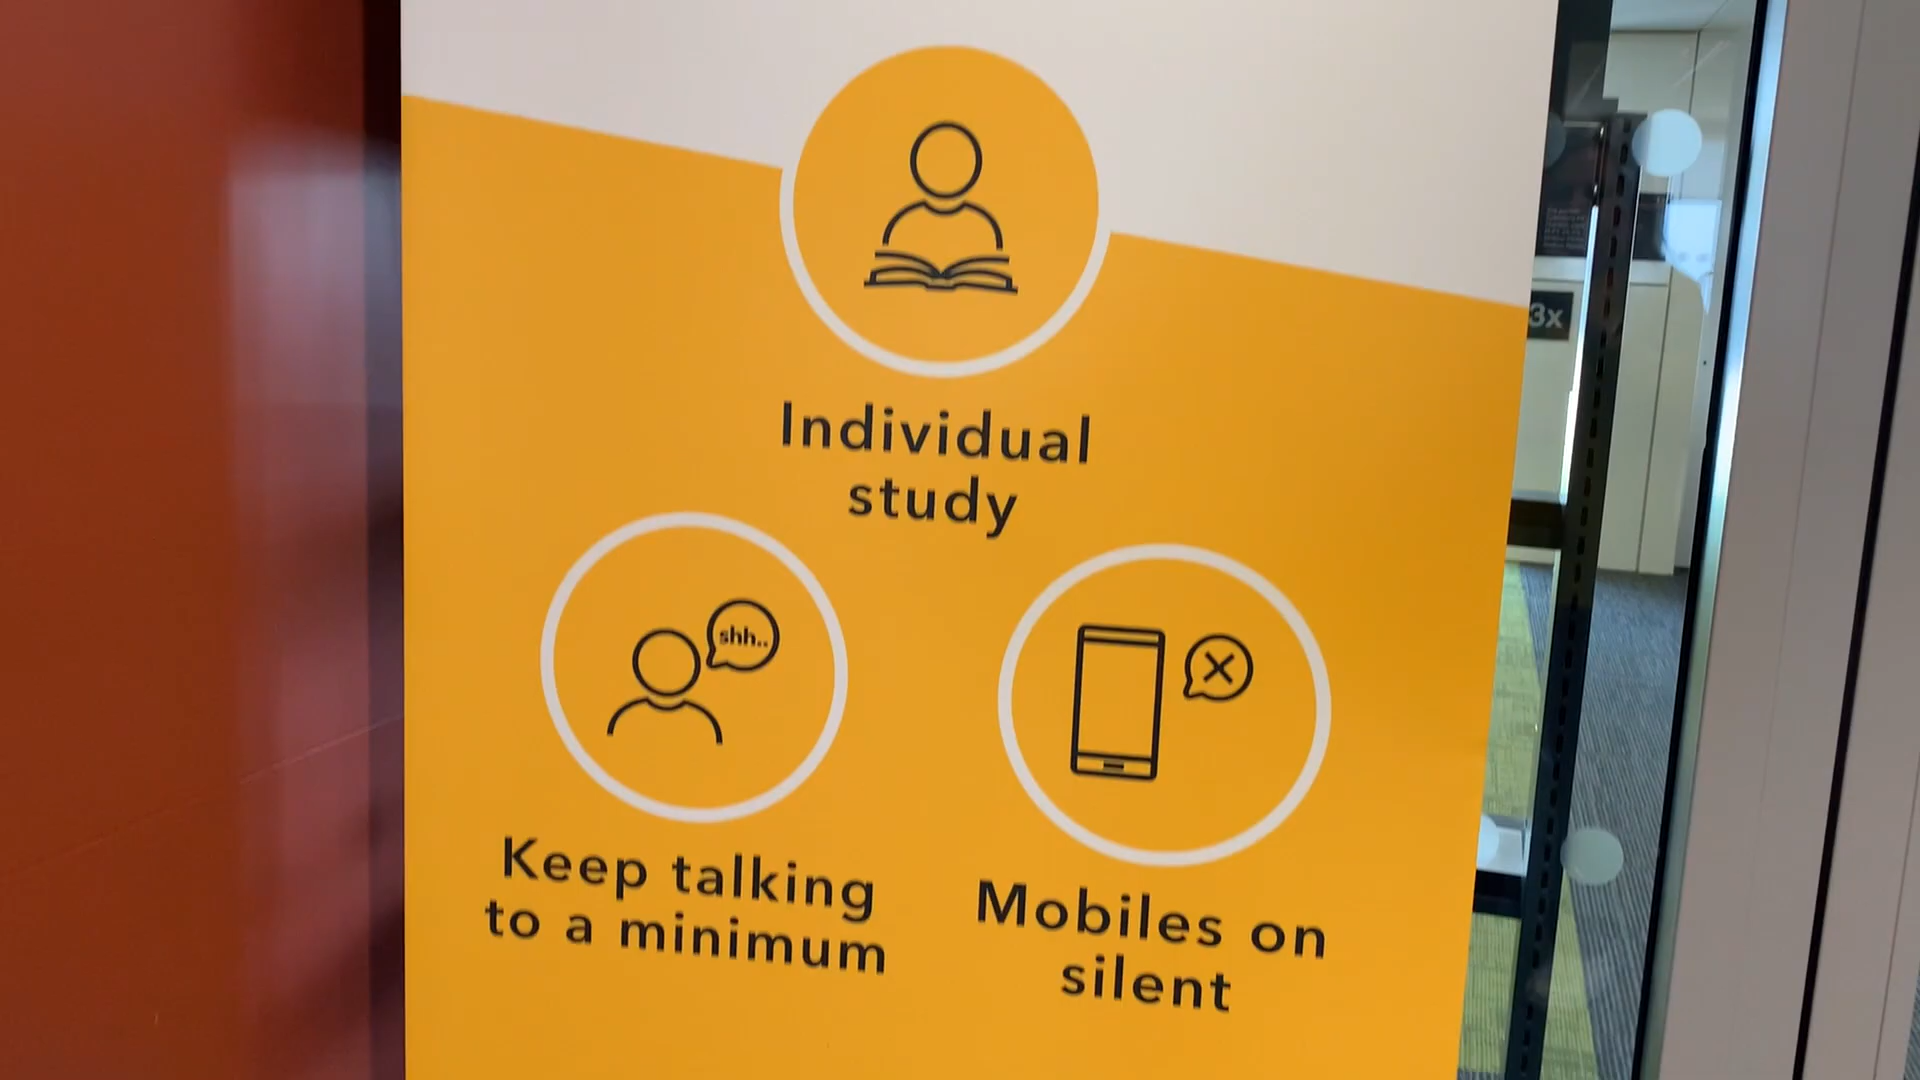 Individual
study
shh..
Keep talking
to a minimum
Mobiles on
silent
3x